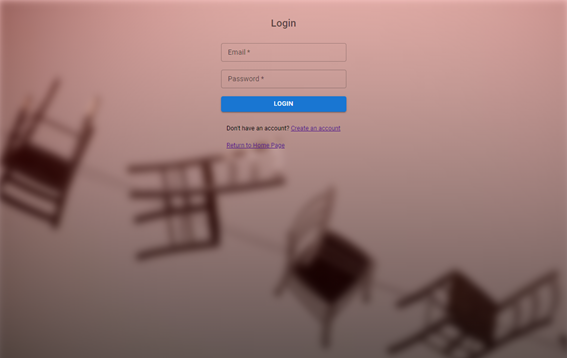 Login
Email *
Password *
LOGIN
Don't have an account? Create an account
Return to Home Page